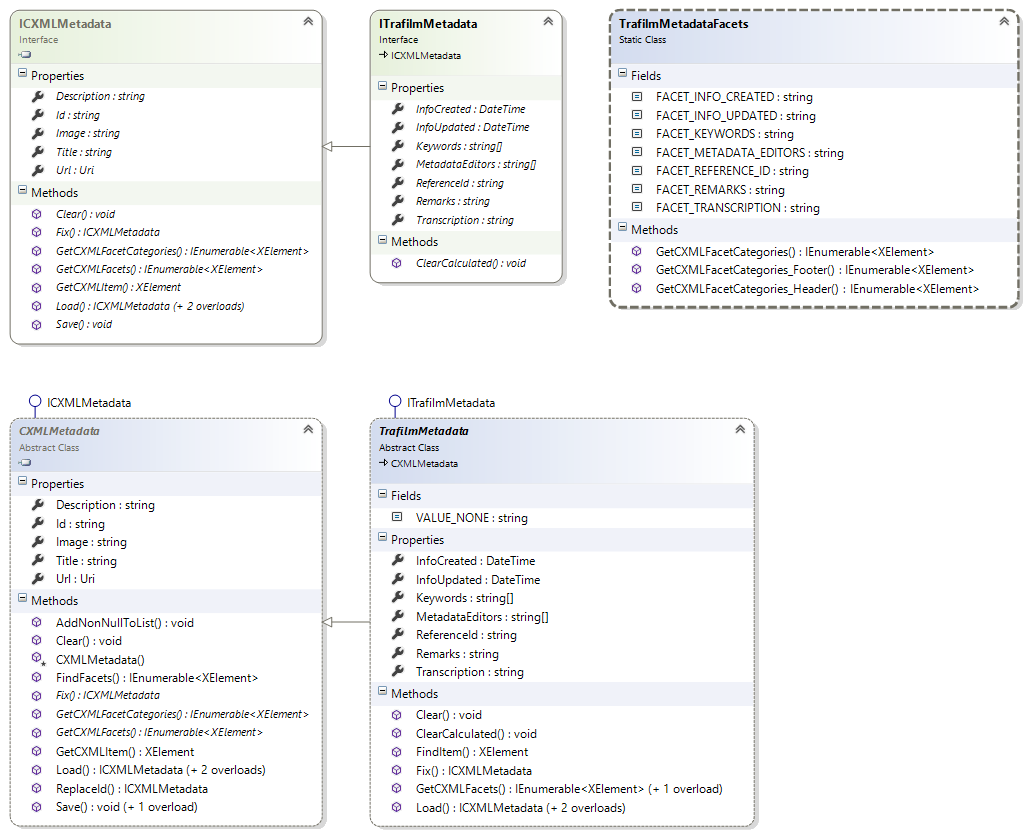 ICXMLMetadata
Interface
Properties
Description : string
Id : string
Image : string
Title : string
Url : Uri
Methods
Clear() : void
Fix() : ICXMLMetadata
GetCXMLFacetCategories() : IEnumerable<XElement>
GetCXMLFacets() : IEnumerable<XElement>
GetCXMLItem() : XElement
Load() : ICXMLMetadata (+ 2 overloads)
Save() : void
ITrafilmMetadata
Interface
ICXMLMetadata
Properties
InfoCreated : DateTime
InfoUpdated : DateTime
Keywords : string[]
MetadataEditors : string[]
ReferenceId : string
Remarks : string
Transcription : string
Methods
ClearCalculated() : void
TrafilmMetadataFacets
Static Class
Fields
FACET_INFO_CREATED : string
FACET_INFO_UPDATED : string
FACET_KEYWORDS : string
FACET_METADATA_EDITORS : string
FACET_REFERENCE_ID : string
FACET_REMARKS : string
FACET_TRANSCRIPTION : string
Methods
GetCXMLFacetCategories() : IEnumerable<XElement>
GetCXMLFacetCategories_Footer() : IEnumerable<XElement>
GetCXMLFacetCategories_Header() : IEnumerable<XElement>
ICXMLMetadata
CXMLMetadata
Abstract Class
Properties
Description : string
Id : string
Image : string
Title : string
Url : Uri
Methods
AddNonNullToList() : void
Clear() : void
CXMLMetadata()
FindFacets() : IEnumerable<XElement>
Fix() : ICXMLMetadata
GetCXMLFacetCategories() : IEnumerable<XElement>
GetCXMLFacets() : IEnumerable<XElement>
GetCXMLItem() : XElement
Load() : ICXMLMetadata (+ 2 overloads)
ReplaceId() : ICXMLMetadata
Save() : void (+ 1 overload)
ITrafilmMetadata
TrafilmMetadata
Abstract Class
CXMLMetadata
Fields
VALUE_NONE : string
Properties
InfoCreated : DateTime
InfoUpdated : DateTime
Keywords : string[]
MetadataEditors : string[]
ReferenceId : string
Remarks : string
Transcription : string
Methods
Clear() : void
ClearCalculated() : void
FindItem() : XElement
Fix() : ICXMLMetadata
GetCXMLFacets() : IEnumerable<XElement> (+ 1 overload)
Load() : ICXMLMetadata (+ 2 overloads)